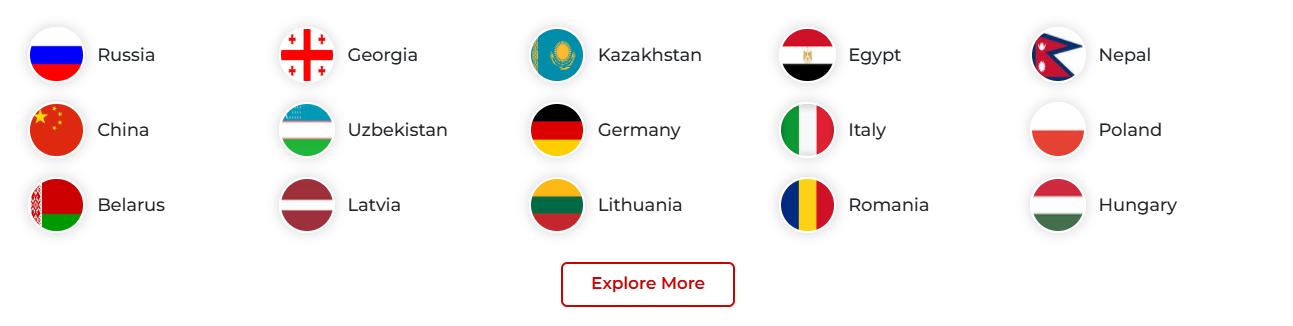 Russia Georgia Kazakhstan Egypt Nepal
China Uzbekistan Germany Italy Poland
Belarus Latvia Lithuania Romania Hungary
Explore More